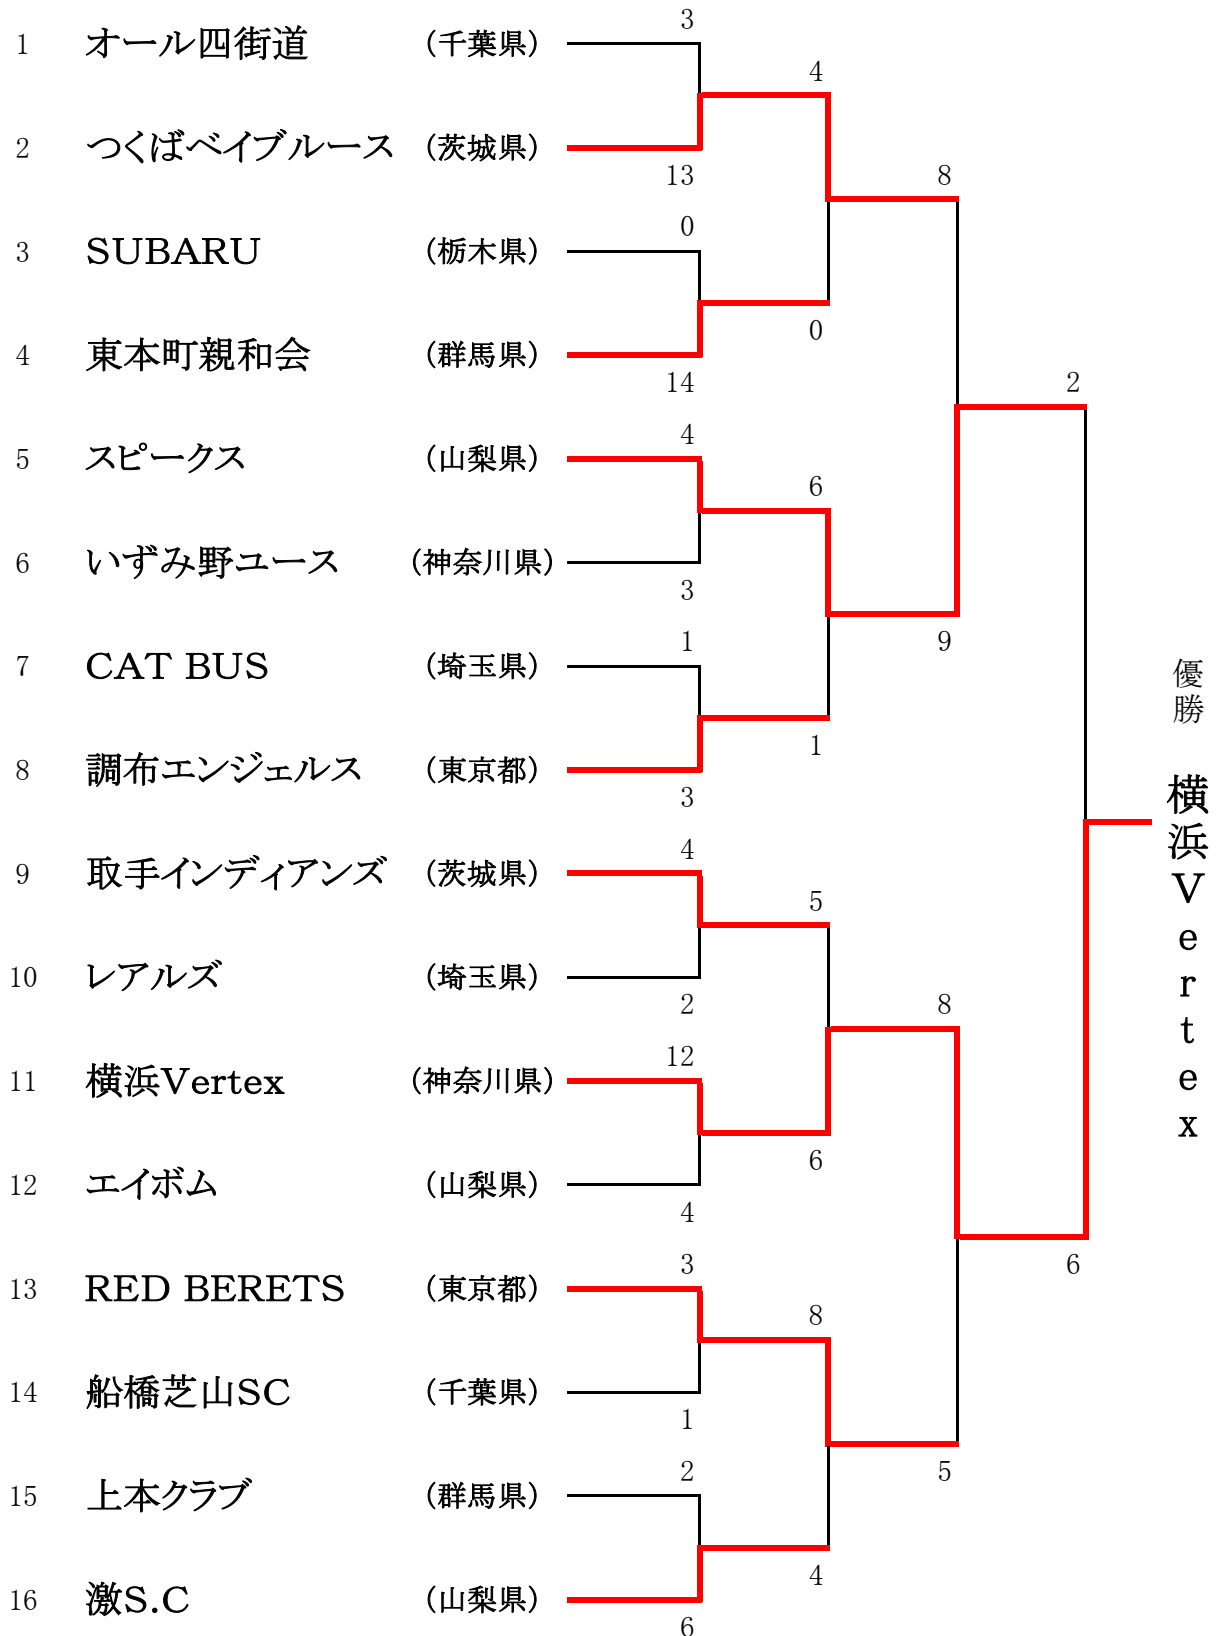 3
1 オール四街道 （千葉県）
4
2 つくばベイブルース （茨城県）
13 8
0
3 SUBARU （栃木県）
0
4 東本町親和会 （群馬県）
14 2
4
5 スピークス （山梨県）
6
6 いずみ野ユース （神奈川県）
3
1 9
7 CAT BUS （埼玉県）
1
8 調布エンジェルス （東京都）
3
4
9 取手インディアンズ （茨城県）
5
10 レアルズ （埼玉県）
2 8
12
11 横浜Vertex （神奈川県）
6
12 エイボム （山梨県）
4
3 6
13 RED BERETS （東京都）
8
14 船橋芝山SC （千葉県）
1
2 5
15 上本クラブ （群馬県）
4
16 激S.C （山梨県）
6
優勝 横浜Vertex